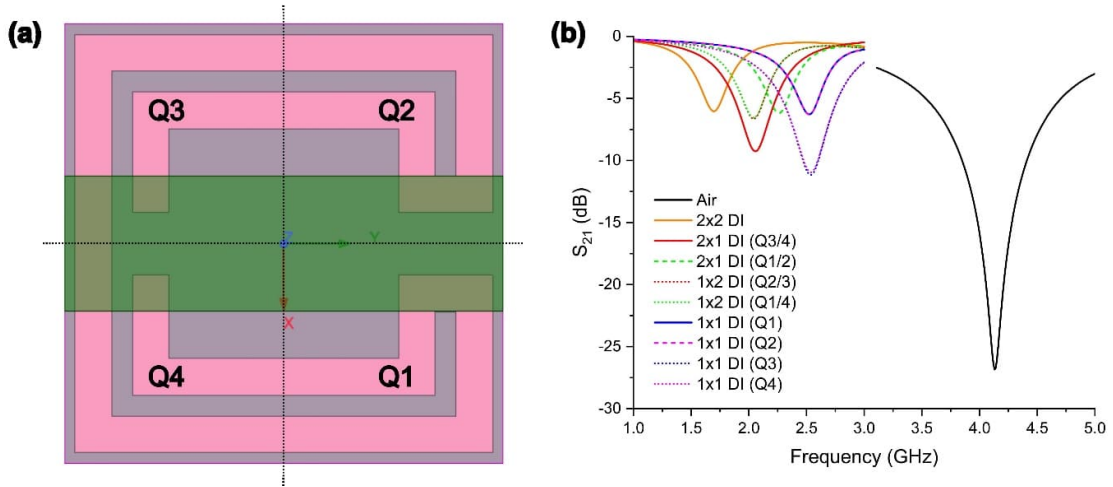 (a)
Q3 Q2
Z Y
X
Q4 Q1
(b)
0
-5
-10
-15
-20
-25
-30
S21 (dB)
Air
2x2 DI
2x1 DI (Q3/4)
2x1 DI (Q1/2)
1x2 DI (Q2/3)
1x2 DI (Q1/4)
1x1 DI (Q1)
1x1 DI (Q2)
1x1 DI (Q3)
1x1 DI (Q4)
1.0 1.5 2.0 2.5 3.0 3.5 4.0 4.5 5.0
Frequency (GHz)